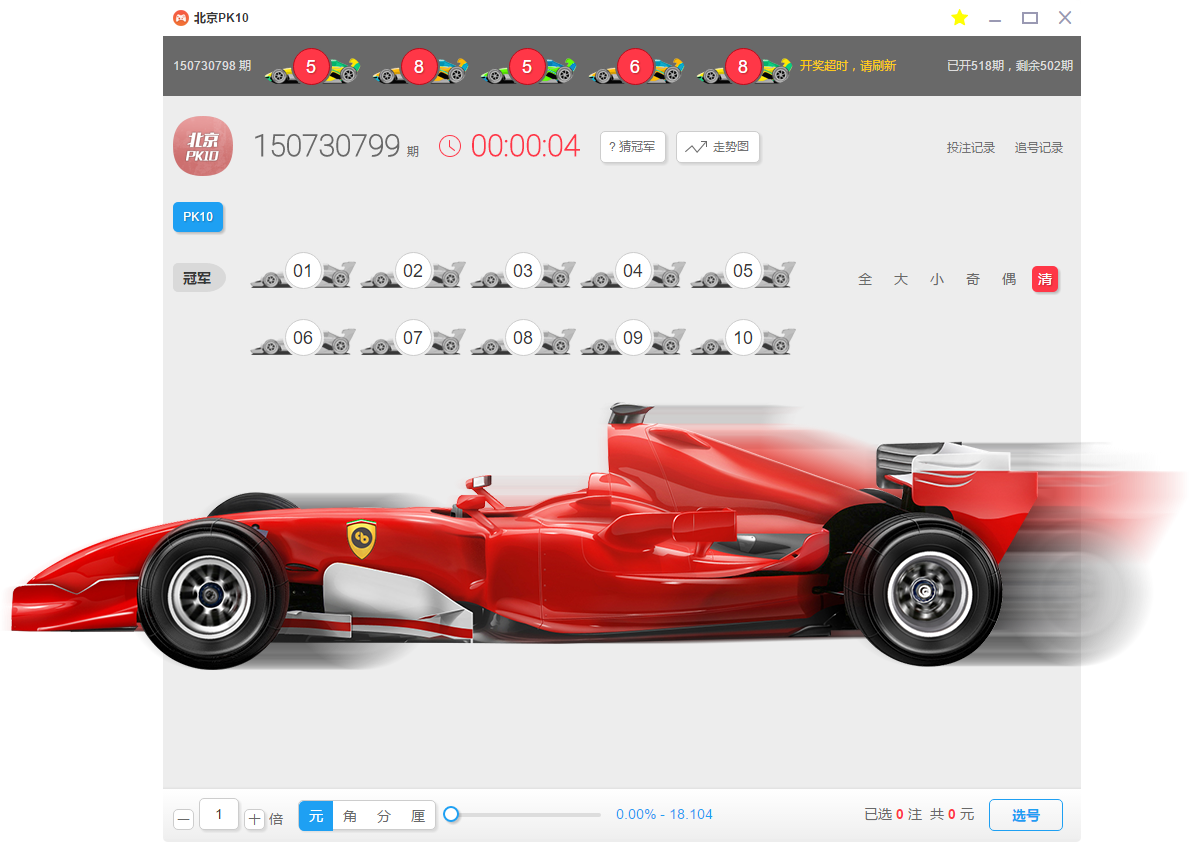 北京PK10
150730798 期 5 8 5 6 8 开奖超时，请刷新 已开518期，剩余502期
北京 PK10
150730799 期 00:00:04 ? 猜冠军 走势图 投注记录 追号记录
PK10
冠军 01 02 03 04 05 全 大 小 奇 偶 清
06 07 08 09 10
1 倍 元 角 分 厘 0.00% - 18.104 已选 0 注 共 0 元 选号